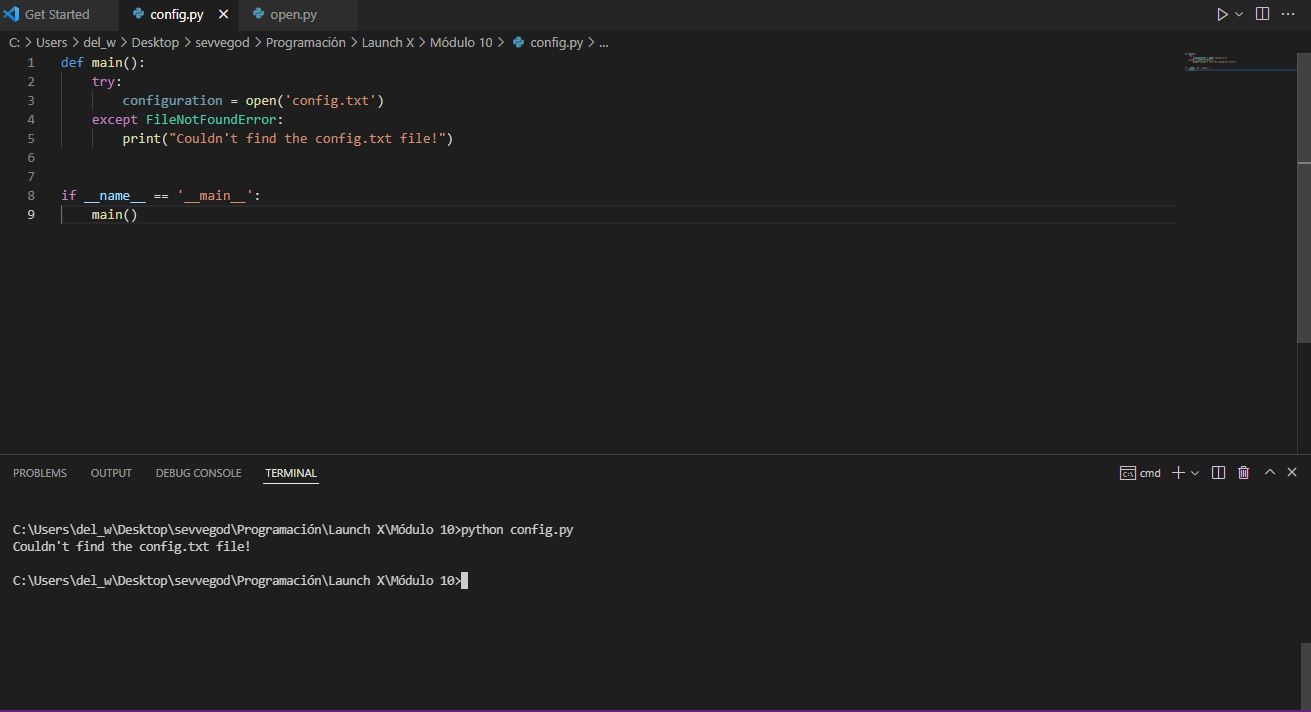 Get Started config.py open.py
C: > Users > del_w > Desktop > sevvegod > Programación > Launch X > Módulo 10 > config.py > ...
1 def main():
2     try:
3         configuration = open('config.txt')
4     except FileNotFoundError:
5         print("Couldn't find the config.txt file!")
6
7
8 if __name__ == '__main__':
9     main()
PROBLEMS OUTPUT DEBUG CONSOLE TERMINAL cmd
C:\Users\del_w\Desktop\sevvegod\Programación\Launch X\Módulo 10>python config.py
Couldn't find the config.txt file!
C:\Users\del_w\Desktop\sevvegod\Programación\Launch X\Módulo 10>